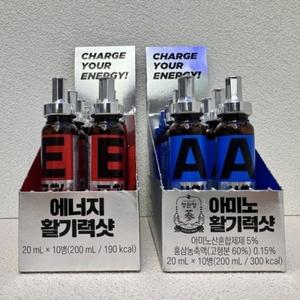 CHARGE
YOUR
ENERGY!
E
E
에너지
활기력샷
20 mL × 10병(200 mL / 190 kcal)
CHARGE
YOUR
ENERGY!
A
A
정관장
아미노
활기력샷
아미노산혼합제제 5%
홍삼농축액(고형분 60%) 0.15%
20 mL × 10병(200 mL / 300 kcal)